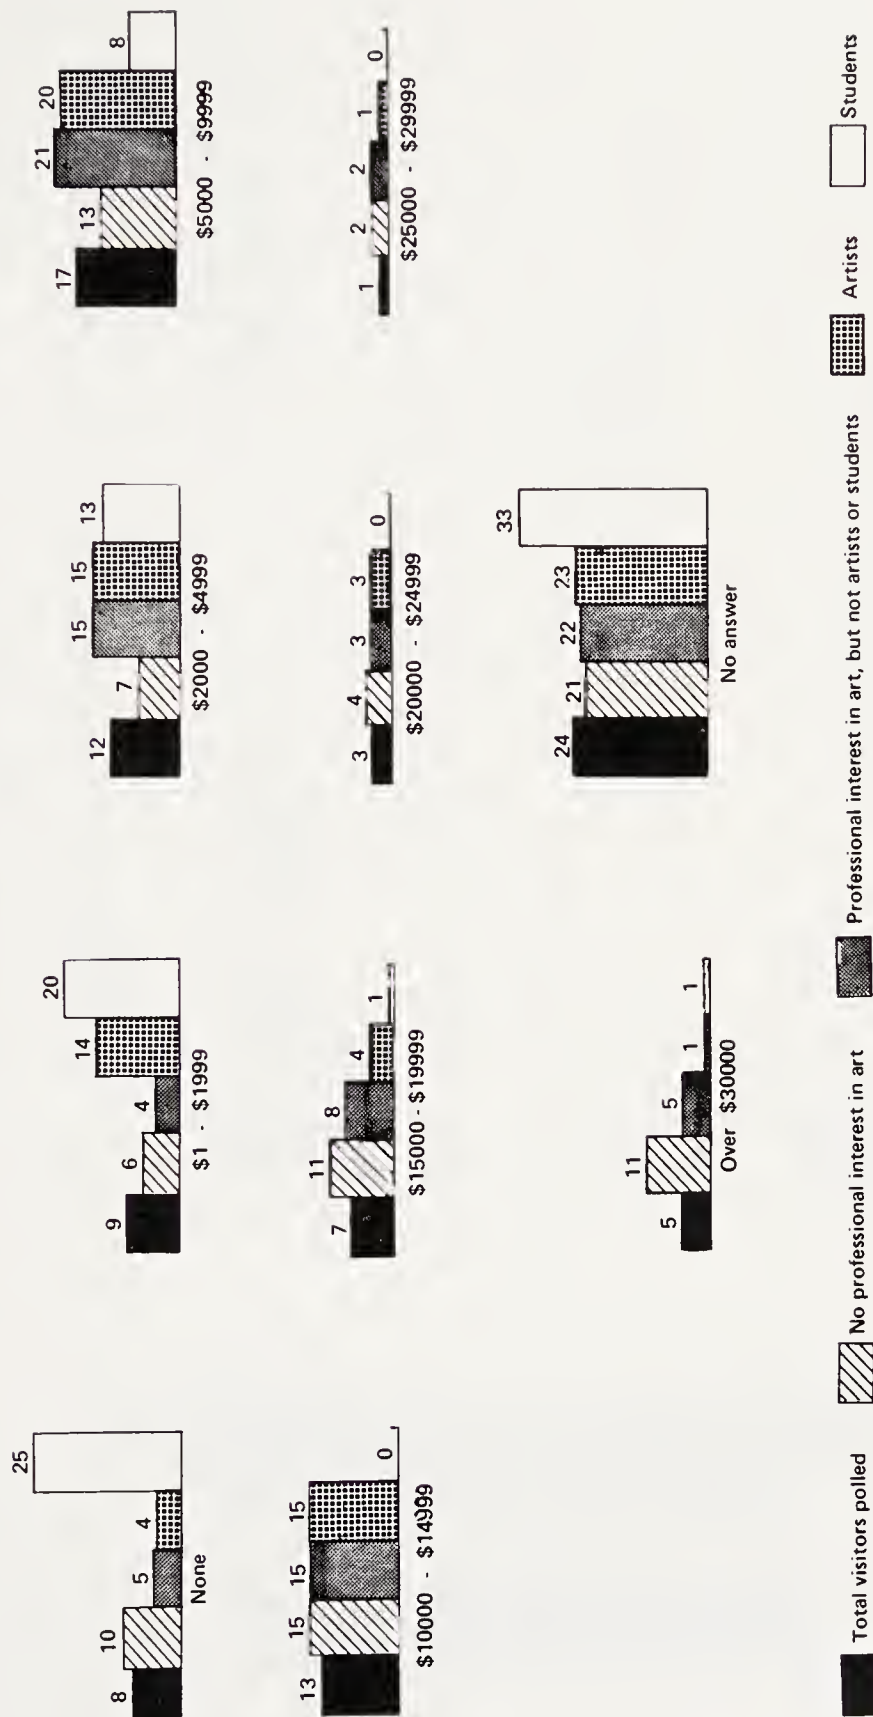 8 10 5 4 25
None
9 6 4 14 20
$1 - $1999
12 7 15 15 13
$2000 - $4999
17 13 21 20 8
$5000 - $9999
13 15 15 15 0
$10000 - $14999
7 11 8 4 1
$15000 - $19999
3 4 3 3 0
$20000 - $24999
1 2 2 1 0
$25000 - $29999
5 11 5 1 1
Over $30000
24 21 22 23 33
No answer
Total visitors polled
No professional interest in art
Professional interest in art, but not artists or students
Artists
Students